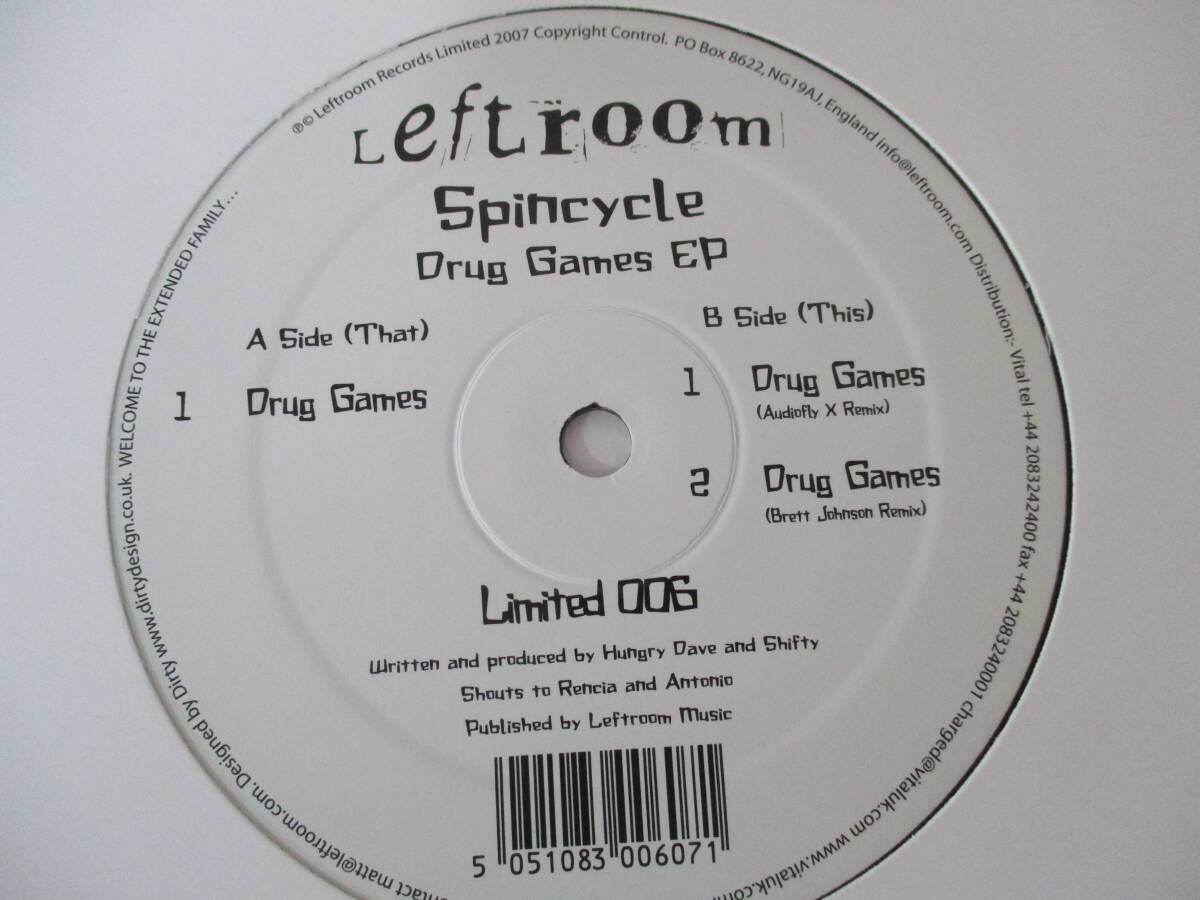 ℗© Leftroom Records Limited 2007 Copyright Control. PO Box 8622, NG19AJ, England info@leftroom.com Distribution:- Vital tel +44 2083242400 fax +44 2083240001 charged@vitaluk.com www.vitaluk.com.
contact matt@leftroom.com. Designed by Dirty www.dirtydesign.co.uk. WELCOME TO THE EXTENDED FAMILY...
Leftroom
Spincycle
Drug Games EP
A Side (That)
1 Drug Games
B Side (This)
1 Drug Games
(Audiofly X Remix)
2 Drug Games
(Brett Johnson Remix)
Limited 006
Written and produced by Hungry Dave and Shifty
Shouts to Rencia and Antonio
Published by Leftroom Music
5 051083 006071